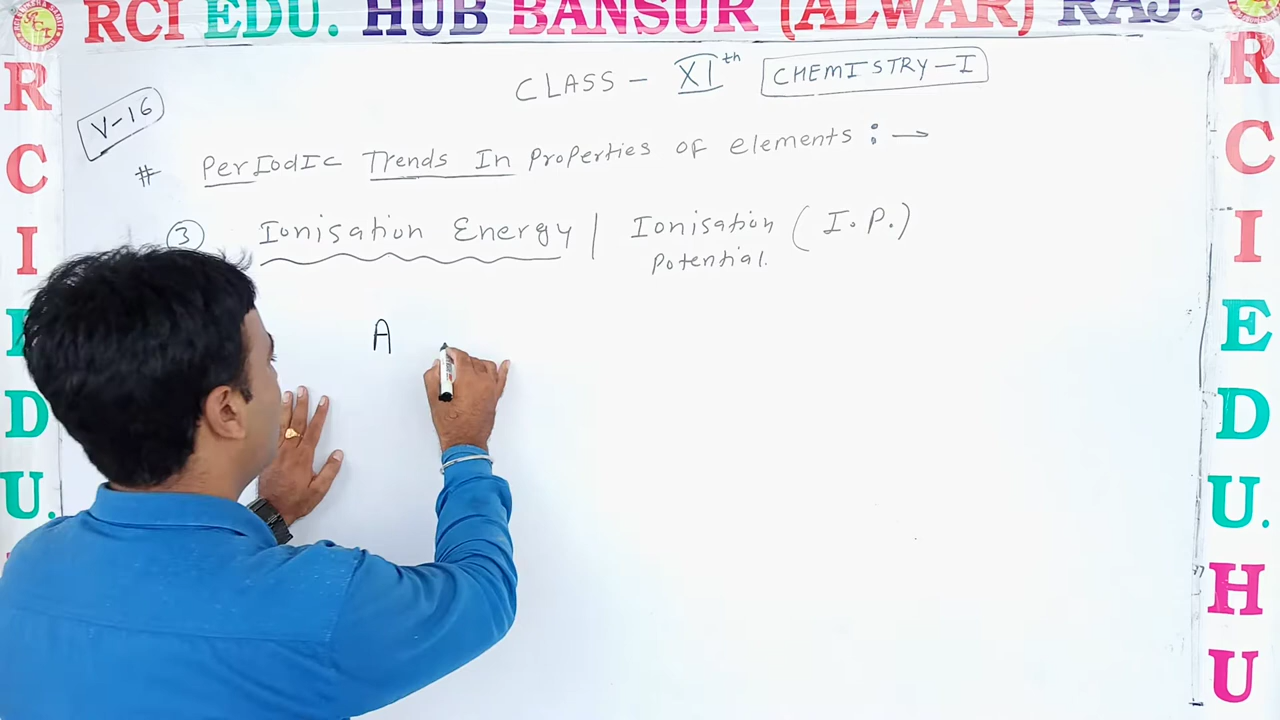 RCI EDU. HUB BANSUR (ALWAR) RAJ.
CLASS - XIth CHEMISTRY-I
V-16
# PerIodIc Trends In Properties of elements :→
3 Ionisation Energy | Ionisation (I.P.)
Potential.
A
R
C
I
E
D
U.
R
C
I
E
D
U.
H
U